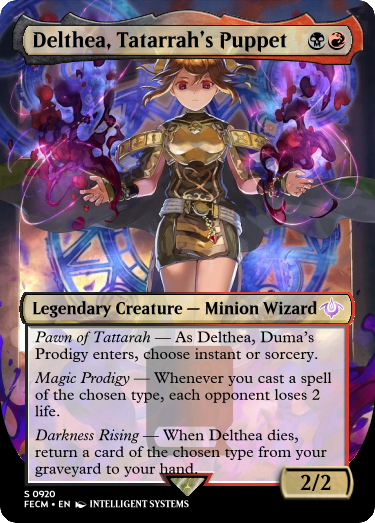 Delthea, Tatarrah's Puppet
Legendary Creature — Minion Wizard
Pawn of Tattarah — As Delthea, Duma's
Prodigy enters, choose instant or sorcery.
Magic Prodigy — Whenever you cast a spell
of the chosen type, each opponent loses 2
life.
Darkness Rising — When Delthea dies,
return a card of the chosen type from your
graveyard to your hand.
2/2
S 0920
FECM • EN INTELLIGENT SYSTEMS